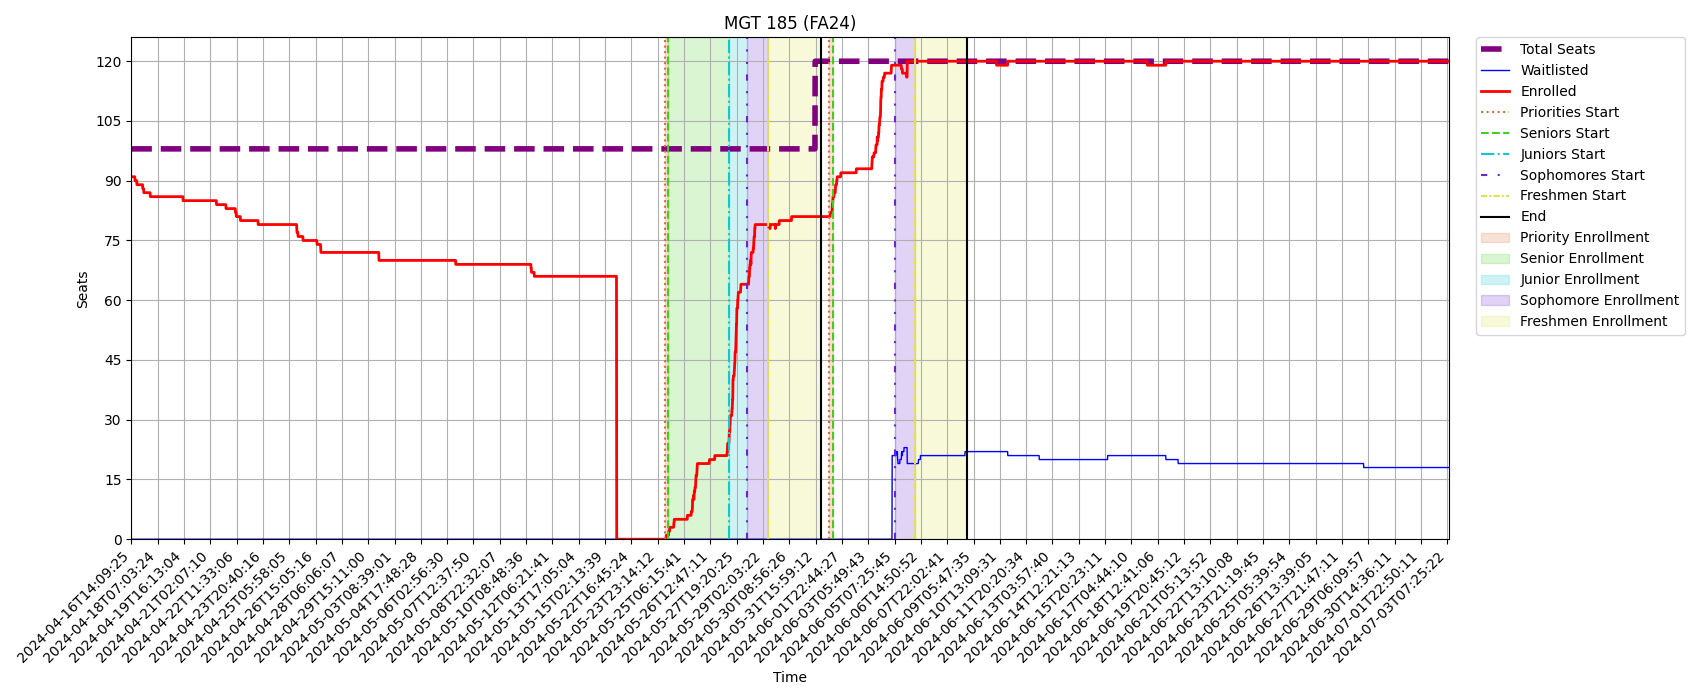 MGT 185 (FA24)
Seats
120
105
90
75
60
45
30
15
0
2024-04-16T14:09:25
2024-04-18T07:03:24
2024-04-19T16:13:04
2024-04-21T02:07:10
2024-04-22T11:33:06
2024-04-23T20:40:16
2024-04-25T05:58:05
2024-04-26T15:05:16
2024-04-28T06:06:07
2024-04-29T15:11:00
2024-05-03T08:39:01
2024-05-04T17:48:28
2024-05-06T02:56:30
2024-05-07T12:37:50
2024-05-08T22:32:07
2024-05-10T08:48:36
2024-05-12T06:21:41
2024-05-13T17:05:04
2024-05-15T02:13:39
2024-05-22T16:45:24
2024-05-23T23:14:12
2024-05-25T06:15:41
2024-05-26T12:47:11
2024-05-27T19:20:25
2024-05-29T02:03:22
2024-05-30T08:56:26
2024-05-31T15:59:12
2024-06-01T22:44:27
2024-06-03T05:49:43
2024-06-05T07:25:45
2024-06-06T14:50:52
2024-06-07T22:02:41
2024-06-09T05:47:35
2024-06-10T13:09:31
2024-06-11T20:20:34
2024-06-13T03:57:40
2024-06-14T12:21:13
2024-06-15T20:23:11
2024-06-17T04:44:10
2024-06-18T12:41:06
2024-06-19T20:45:12
2024-06-21T05:13:52
2024-06-22T13:10:08
2024-06-23T21:19:45
2024-06-25T05:39:54
2024-06-26T13:39:05
2024-06-27T21:47:11
2024-06-29T06:09:57
2024-06-30T14:36:11
2024-07-01T22:50:11
2024-07-03T07:25:22
Time
Total Seats
Waitlisted
Enrolled
Priorities Start
Seniors Start
Juniors Start
Sophomores Start
Freshmen Start
End
Priority Enrollment
Senior Enrollment
Junior Enrollment
Sophomore Enrollment
Freshmen Enrollment